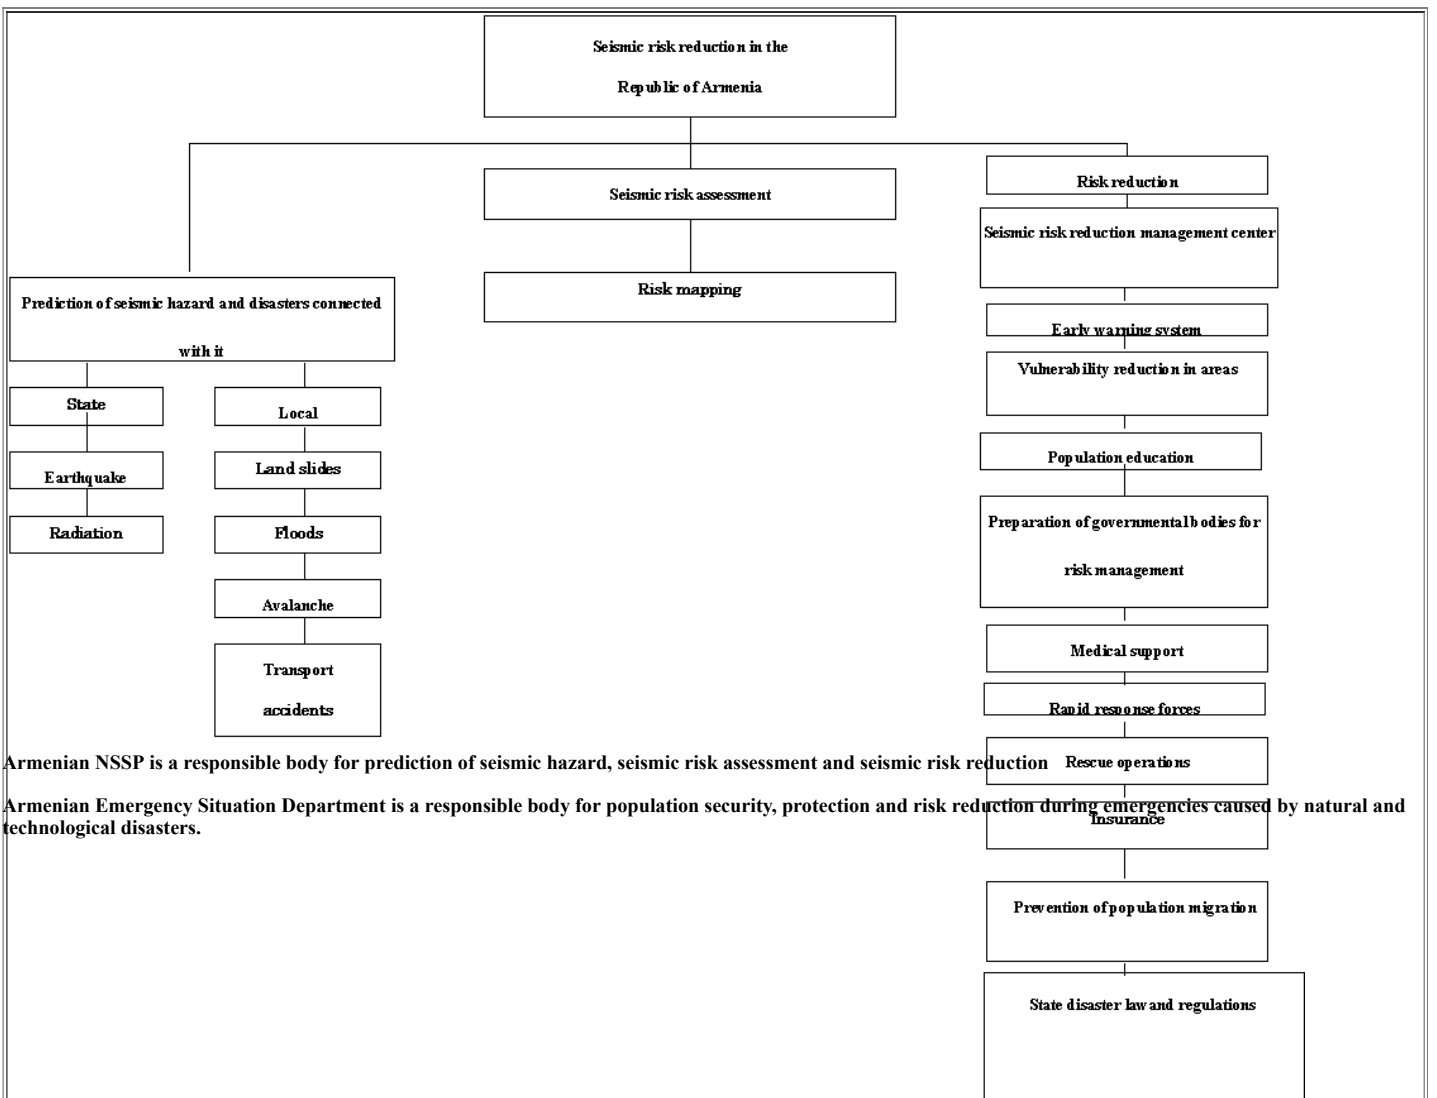 Seismic risk reduction in the
Republic of Armenia
Seismic risk assessment
Risk mapping
Prediction of seismic hazard and disasters connected
with it
State
Earthquake
Radiation
Local
Land slides
Floods
Avalanche
Transport
accidents
Risk reduction
Seismic risk reduction management center
Early warning system
Vulnerability reduction in areas
Population education
Preparation of governmental bodies for
risk management
Medical support
Rapid response forces
Rescue operations
Insurance
Prevention of population migration
State disaster law and regulations
Armenian NSSP is a responsible body for prediction of seismic hazard, seismic risk assessment and seismic risk reduction
Armenian Emergency Situation Department is a responsible body for population security, protection and risk reduction during emergencies caused by natural and
technological disasters.